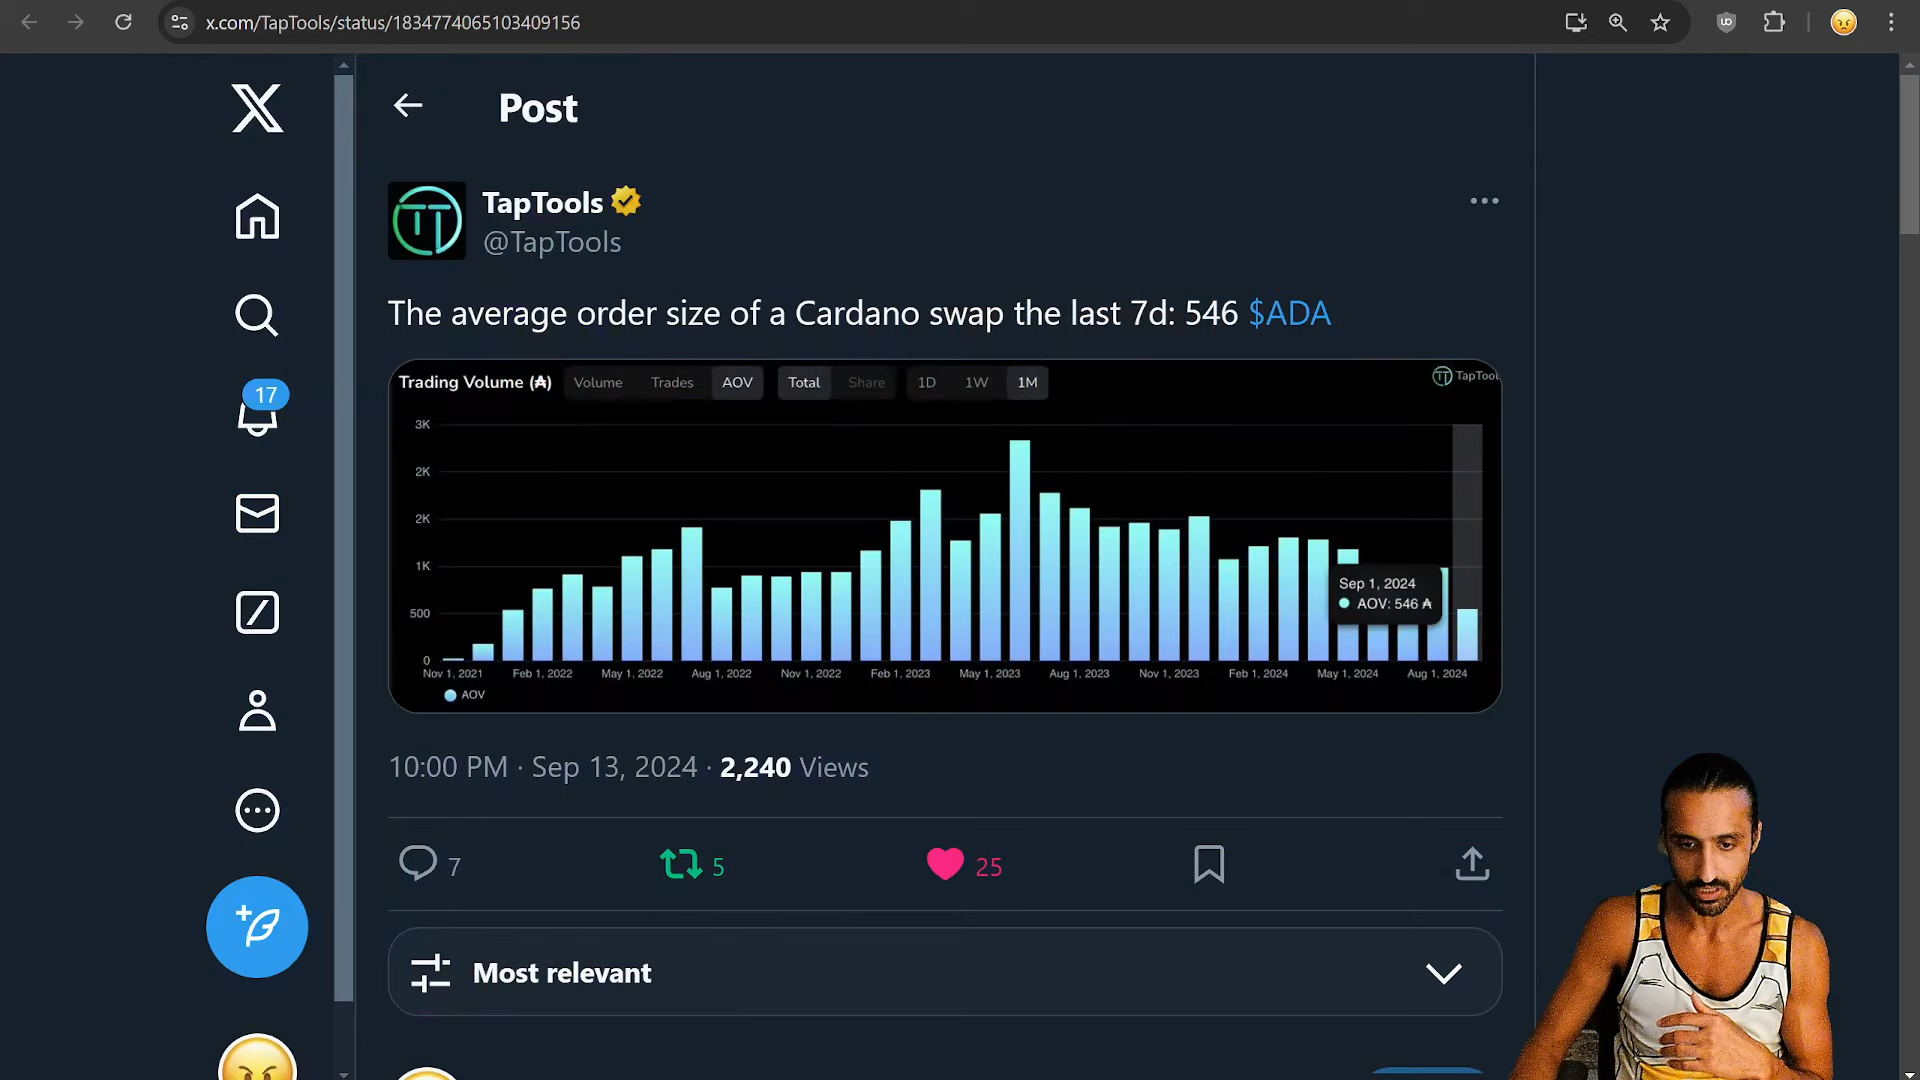 x.com/TapTools/status/1834774065103409156
Post
TapTools
@TapTools
17
The average order size of a Cardano swap the last 7d: 546 $ADA
Trading Volume (₳) Volume Trades AOV Total Share 1D 1W 1M
TapTool
3K
2K
2K
1K
500
0
Sep 1, 2024
AOV: 546 ₳
Nov 1, 2021 Feb 1, 2022 May 1, 2022 Aug 1, 2022 Nov 1, 2022 Feb 1, 2023 May 1, 2023 Aug 1, 2023 Nov 1, 2023 Feb 1, 2024 May 1, 2024 Aug 1, 2024
AOV
10:00 PM · Sep 13, 2024 · 2,240 Views
7 5 25
Most relevant